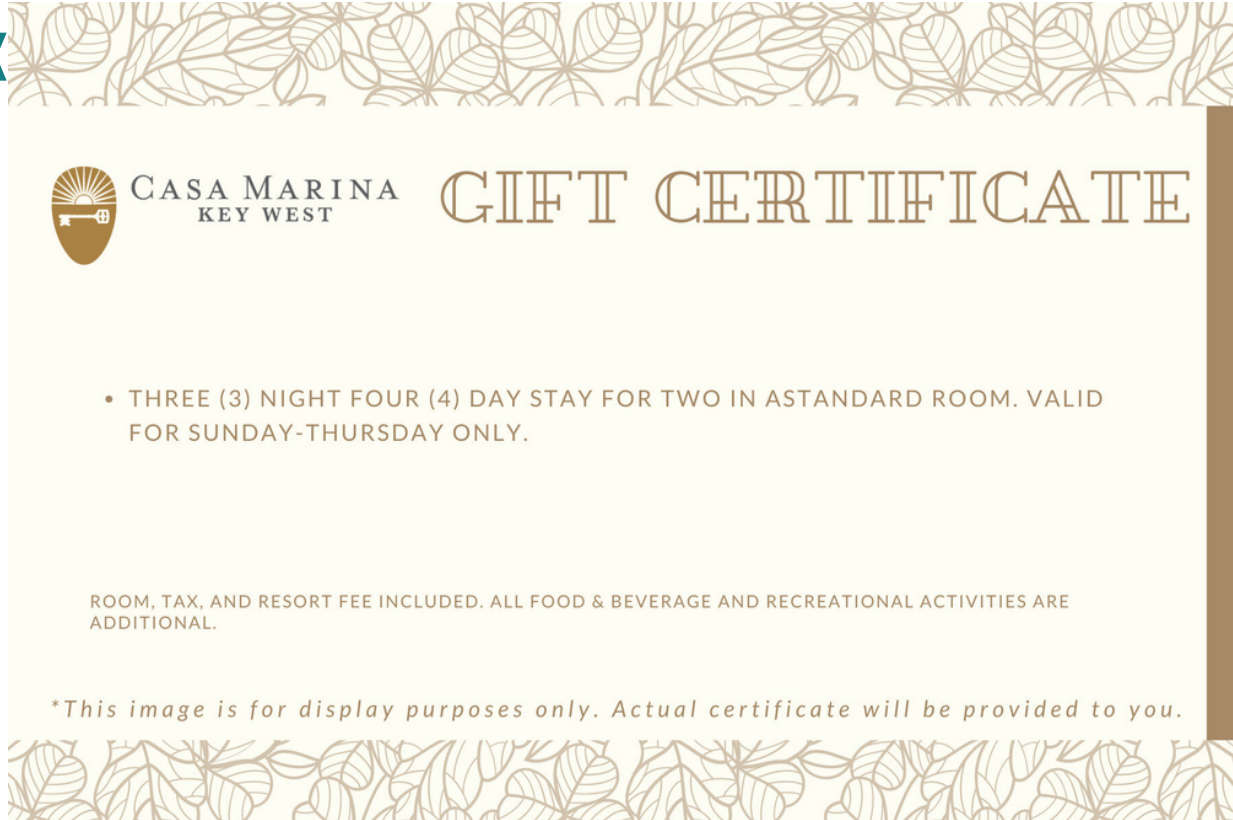 CASA MARINA
KEY WEST
GIFT CERTIFICATE
• THREE (3) NIGHT FOUR (4) DAY STAY FOR TWO IN ASTANDARD ROOM. VALID
FOR SUNDAY-THURSDAY ONLY.
ROOM, TAX, AND RESORT FEE INCLUDED. ALL FOOD & BEVERAGE AND RECREATIONAL ACTIVITIES ARE
ADDITIONAL.
*This image is for display purposes only. Actual certificate will be provided to you.